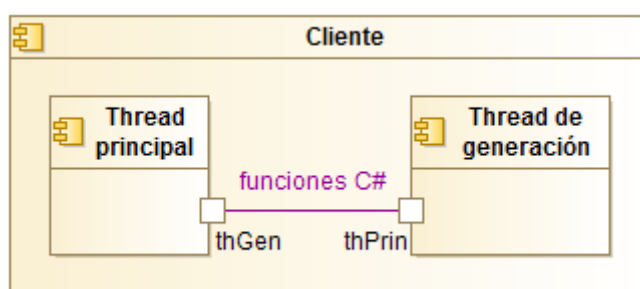 Cliente
Thread
principal
Thread de
generación
funciones C#
thGen
thPrin